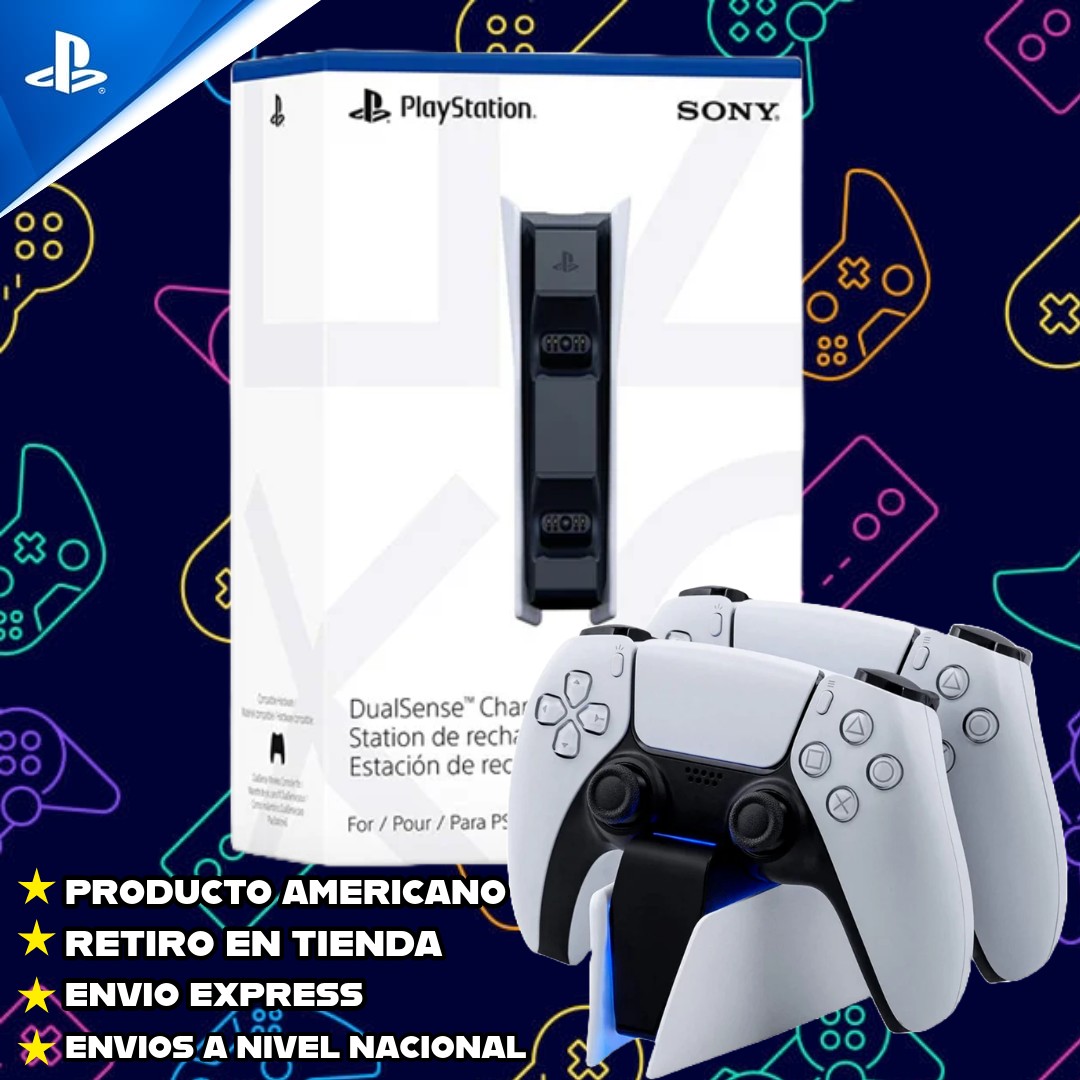 PlayStation.
SONY
DualSense™ Char
Station de recha
Estación de rec
For / Pour / Para PS
PRODUCTO AMERICANO
RETIRO EN TIENDA
ENVIO EXPRESS
ENVIOS A NIVEL NACIONAL